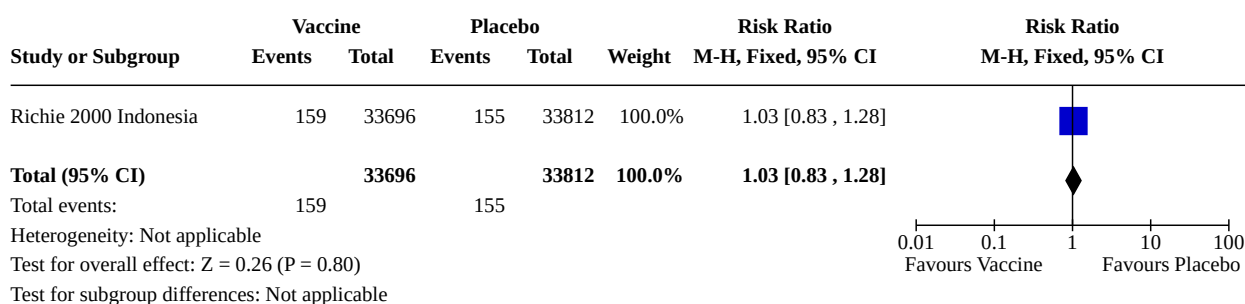 Vaccine Placebo Risk Ratio Risk Ratio
Study or Subgroup Events Total Events Total Weight M-H, Fixed, 95% CI M-H, Fixed, 95% CI
Richie 2000 Indonesia 159 33696 155 33812 100.0% 1.03 [0.83 , 1.28]
Total (95% CI) 33696 33812 100.0% 1.03 [0.83 , 1.28]
Total events: 159 155
Heterogeneity: Not applicable
0.01 0.1 1 10 100
Test for overall effect: Z = 0.26 (P = 0.80)
Favours Vaccine Favours Placebo
Test for subgroup differences: Not applicable